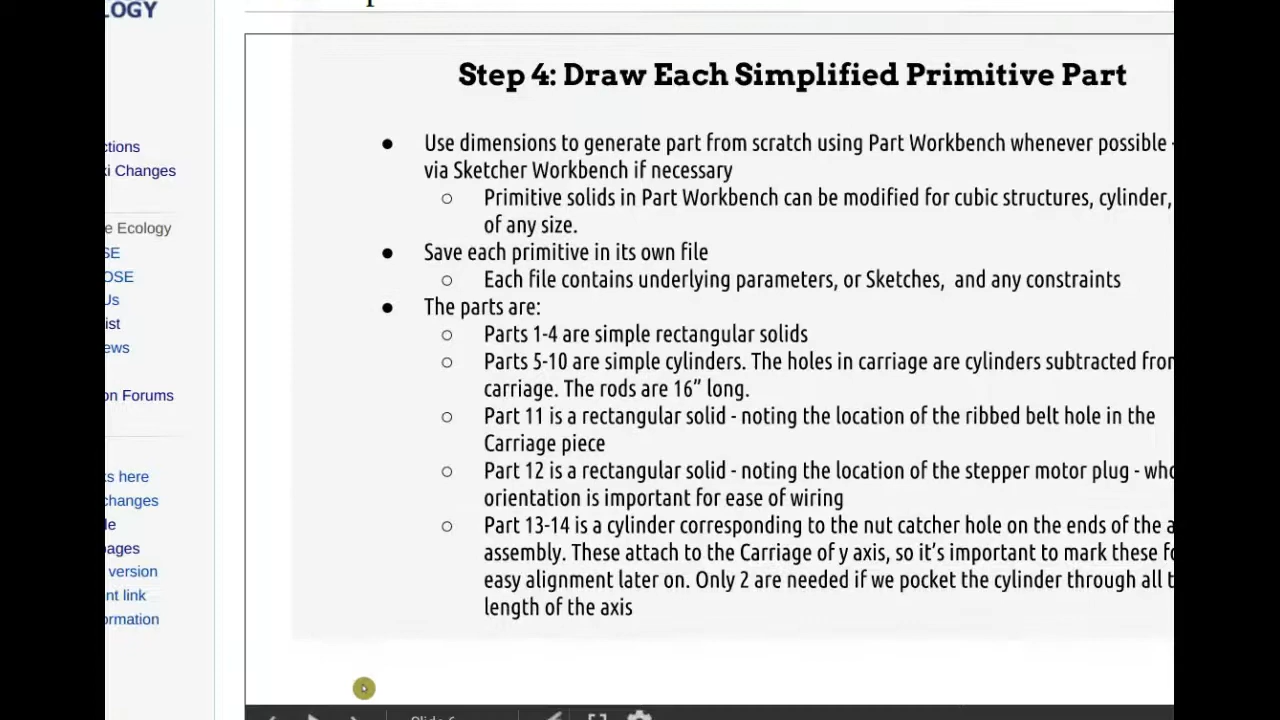 LOGY
Step 4: Draw Each Simplified Primitive Part
● Use dimensions to generate part from scratch using Part Workbench whenever possible -
via Sketcher Workbench if necessary
○ Primitive solids in Part Workbench can be modified for cubic structures, cylinder,
of any size.
● Save each primitive in its own file
○ Each file contains underlying parameters, or Sketches, and any constraints
● The parts are:
○ Parts 1-4 are simple rectangular solids
○ Parts 5-10 are simple cylinders. The holes in carriage are cylinders subtracted from
carriage. The rods are 16” long.
○ Part 11 is a rectangular solid - noting the location of the ribbed belt hole in the
Carriage piece
○ Part 12 is a rectangular solid - noting the location of the stepper motor plug - who
orientation is important for ease of wiring
○ Part 13-14 is a cylinder corresponding to the nut catcher hole on the ends of the a
assembly. These attach to the Carriage of y axis, so it’s important to mark these fo
easy alignment later on. Only 2 are needed if we pocket the cylinder through all t
length of the axis
ctions
ki Changes
e Ecology
SE
OSE
Us
ist
ews
on Forums
ks here
changes
le
pages
version
nt link
ormation